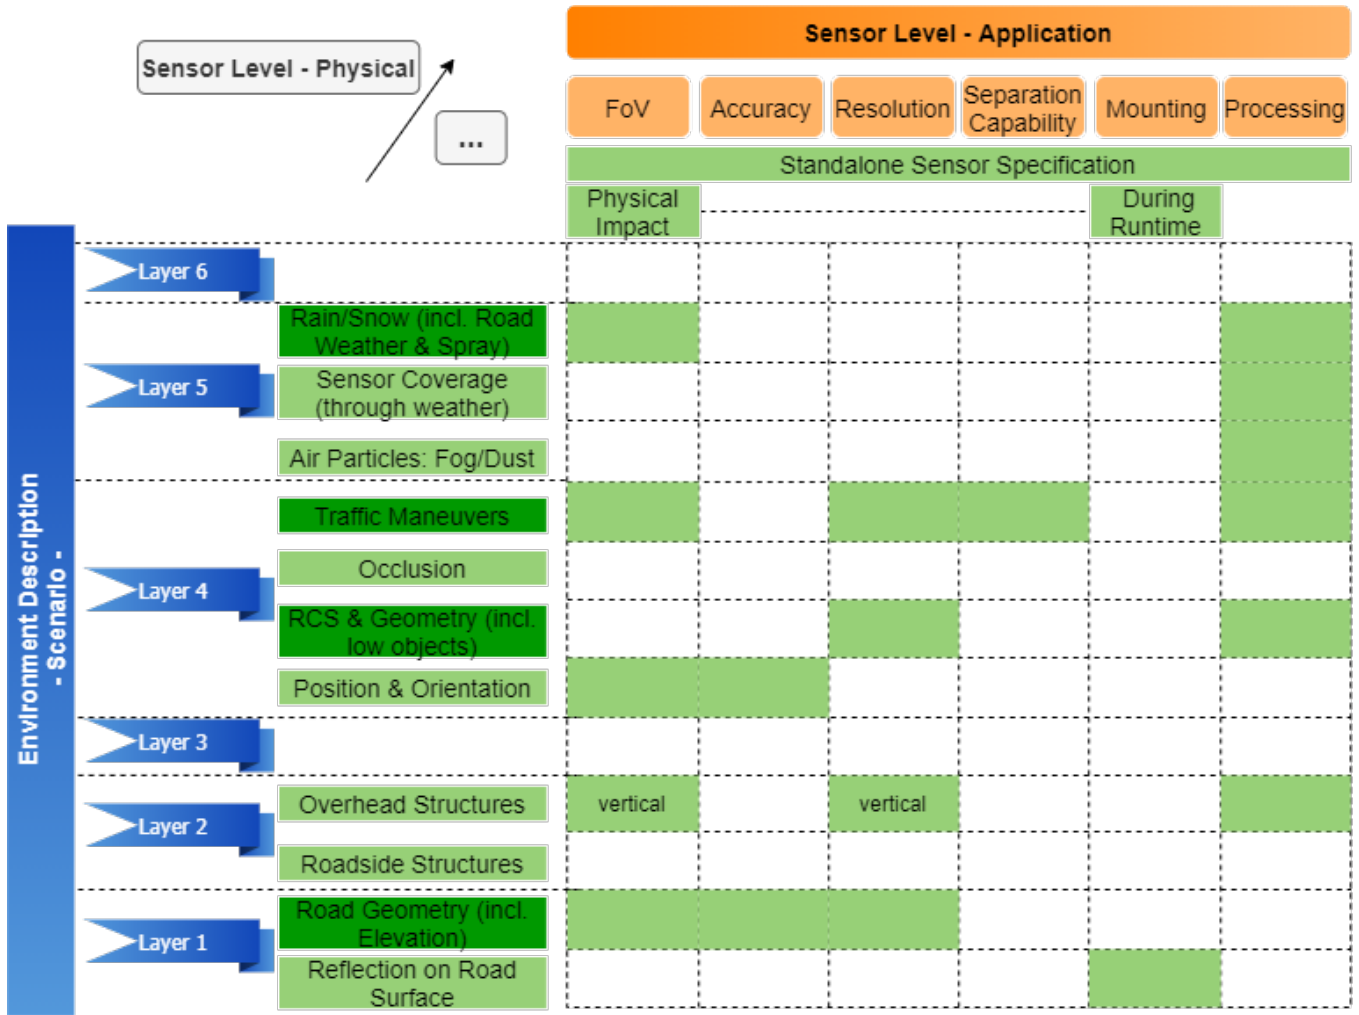 Sensor Level - Application
Sensor Level - Physical
...
FoV
Accuracy
Resolution
Separation
Capability
Mounting
Processing
Standalone Sensor Specification
Physical
Impact
During
Runtime
Environment Description
- Scenario -
Layer 6
Rain/Snow (incl. Road
Weather & Spray)
Layer 5
Sensor Coverage
(through weather)
Air Particles: Fog/Dust
Traffic Maneuvers
Occlusion
Layer 4
RCS & Geometry (incl.
low objects)
Position & Orientation
Layer 3
Overhead Structures
vertical
vertical
Layer 2
Roadside Structures
Road Geometry (incl.
Elevation)
Layer 1
Reflection on Road
Surface